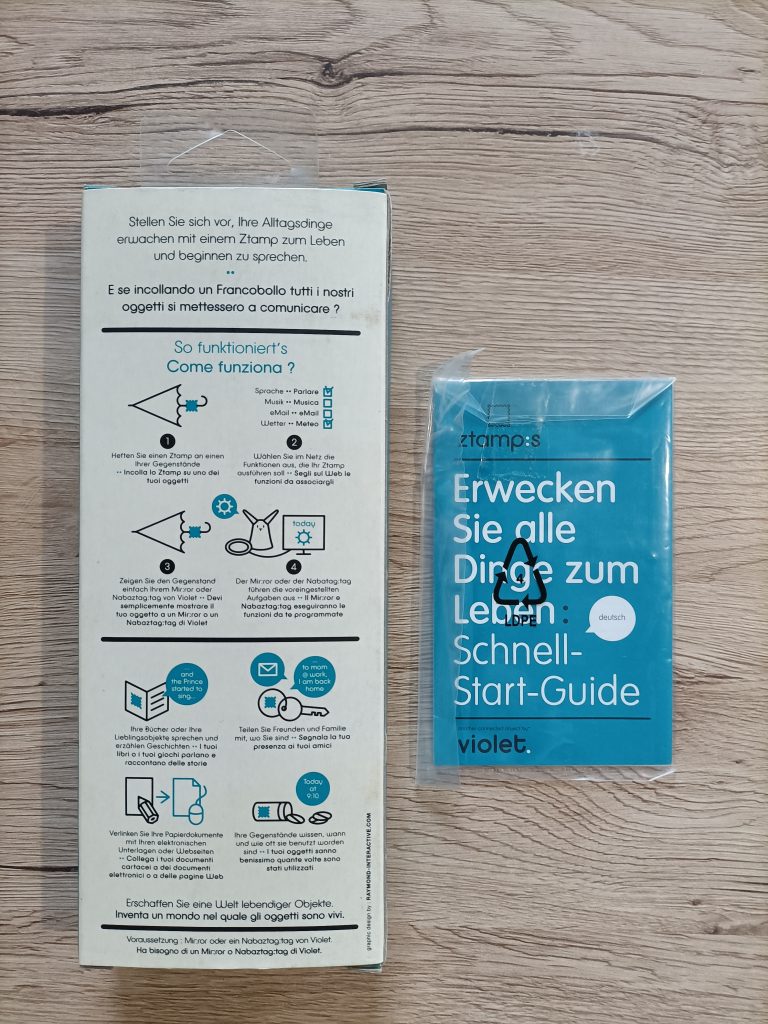 Stellen Sie sich vor, Ihre Alltagsdinge
erwachen mit einem Ztamp zum Leben
und beginnen zu sprechen.
••
E se incollando un Francobollo tutti i nostri
oggetti si mettessero a comunicare ?
So funktioniert's
Come funziona ?
Sprache •• Parlare
Musik •• Musica
eMail •• eMail
Wetter •• Meteo
1
Heften Sie einen Ztamp an einen
Ihrer Gegenstände
•• Incolla lo Ztamp su uno dei
tuoi oggetti
2
Wählen Sie im Netz die
Funktionen aus, die Ihr Ztamp
ausführen soll •• Segli sul Web le
funzioni da associargli
today
3
Zeigen Sie den Gegenstand
einfach Ihrem Mir:ror oder
Nabaztag:tag von Violet •• Devi
semplicemente mostrare il
tuo oggetto a un Mir:ror o un
Nabaztag:tag di Violet
4
Der Mir:ror oder der Nabatag:tag
führen die voreingestellten
Aufgaben aus •• Il Mir:ror e
Nabaztag:tag eseguiranno le
funzioni da te programmate
... and
the Prince
started to
sing...
Ihre Bücher oder Ihre
Lieblingsobjekte sprechen und
erzählen Geschichten •• I tuoi
libri o i tuoi giochi parlano e
raccontano delle storie
...
to mom
@ work,
I am back
home
Teilen Sie Freunden und Familie
mit, wo Sie sind •• Segnala la tua
presenza ai tuoi amici
Verlinken Sie Ihre Papierdokumente
mit Ihren elektronischen
Unterlagen oder Webseiten
•• Collega i tuoi documenti
cartacei a dei documenti
elettronici o a delle pagine Web
Today
at
9:10
Ihre Gegenstände wissen, wann
und wie oft sie benutzt worden
sind •• I tuoi oggetti sanno
benissimo quante volte sono
stati utilizzati
graphic design by : RAYMOND-INTERACTIVE.COM
Erschaffen Sie eine Welt lebendiger Objekte.
Inventa un mondo nel quale gli oggetti sono vivi.
Voraussetzung : Mir:ror oder ein Nabaztag:tag von Violet.
Ha bisogno di un Mir:ror o Nabaztag:tag di Violet.
ztamp:s
Erwecken
Sie alle
Dinge zum
Leben :
Schnell-
Start-Guide
deutsch
4
LDPE
violet.